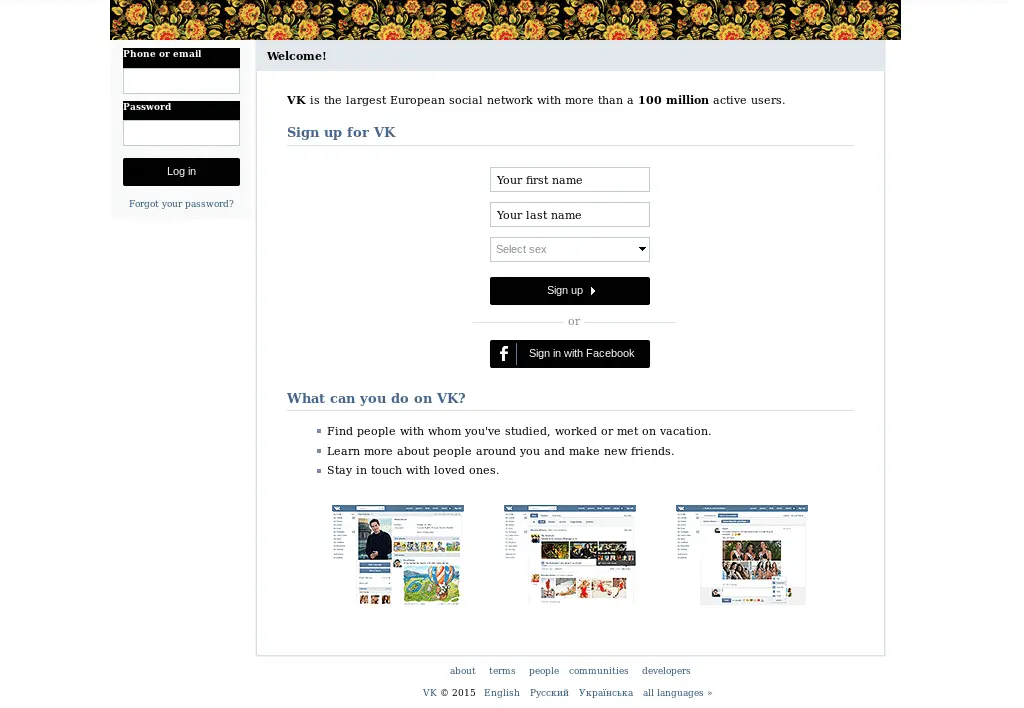 Phone or email
Password
Log in
Forgot your password?
Welcome!
VK is the largest European social network with more than a 100 million active users.
Sign up for VK
Your first name
Your last name
Select sex
Sign up
or
Sign in with Facebook
What can you do on VK?
Find people with whom you've studied, worked or met on vacation.
Learn more about people around you and make new friends.
Stay in touch with loved ones.
about terms people communities developers
VK © 2015 English Русский Українська all languages »